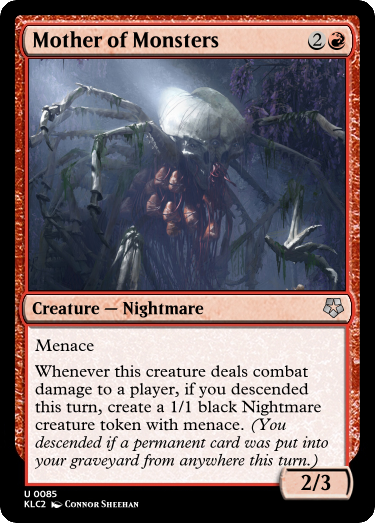 Mother of Monsters 2
Creature — Nightmare
Menace
Whenever this creature deals combat
damage to a player, if you descended
this turn, create a 1/1 black Nightmare
creature token with menace. (You
descended if a permanent card was put into
your graveyard from anywhere this turn.)
2/3
U 0085
KLC2 Connor Sheehan